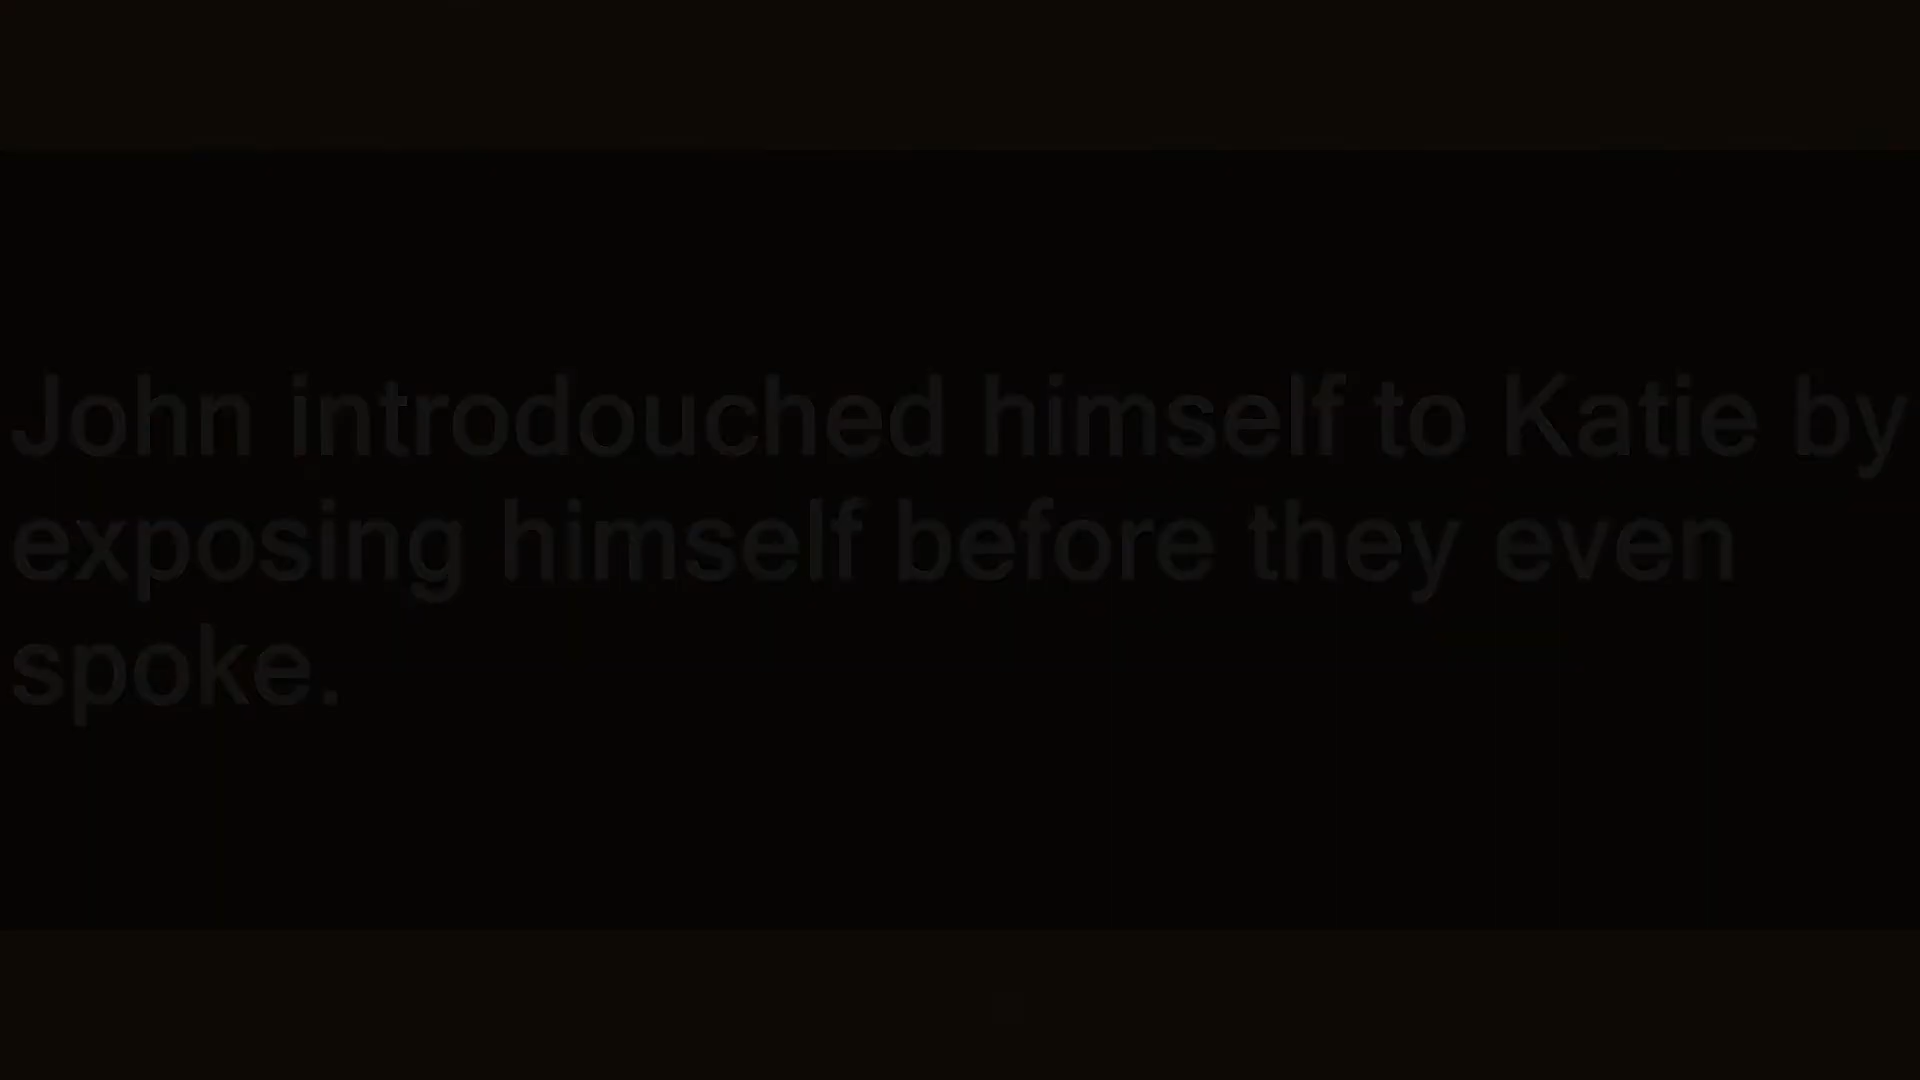 John introdouched himself to Katie by
exposing himself before they even
spoke.